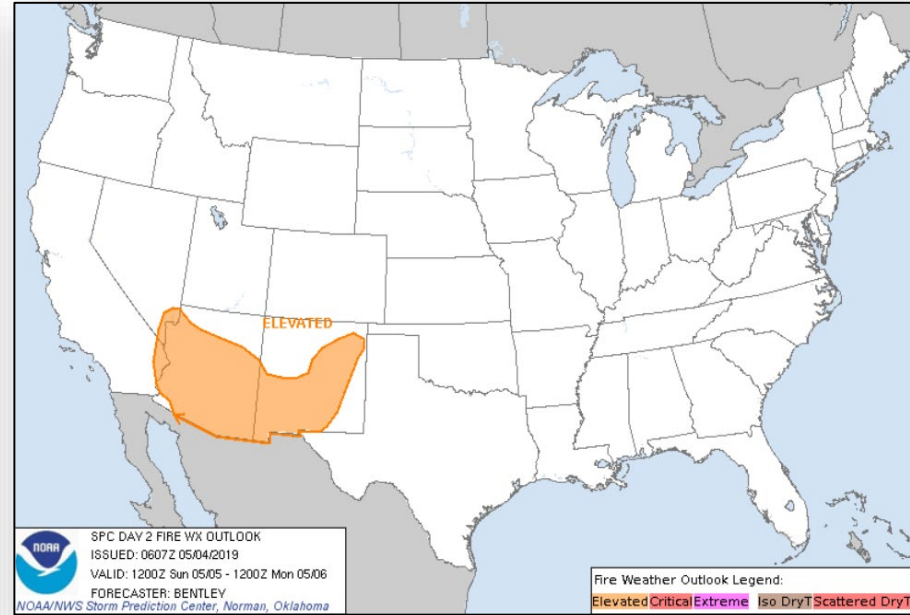 ELEVATED
NOAA
SPC DAY 2 FIRE WX OUTLOOK
ISSUED: 0607Z 05/04/2019
VALID: 1200Z Sun 05/05 - 1200Z Mon 05/06
FORECASTER: BENTLEY
NOAA/NWS Storm Prediction Center, Norman, Oklahoma
Fire Weather Outlook Legend:
Elevated Critical Extreme Iso DryT Scattered DryT